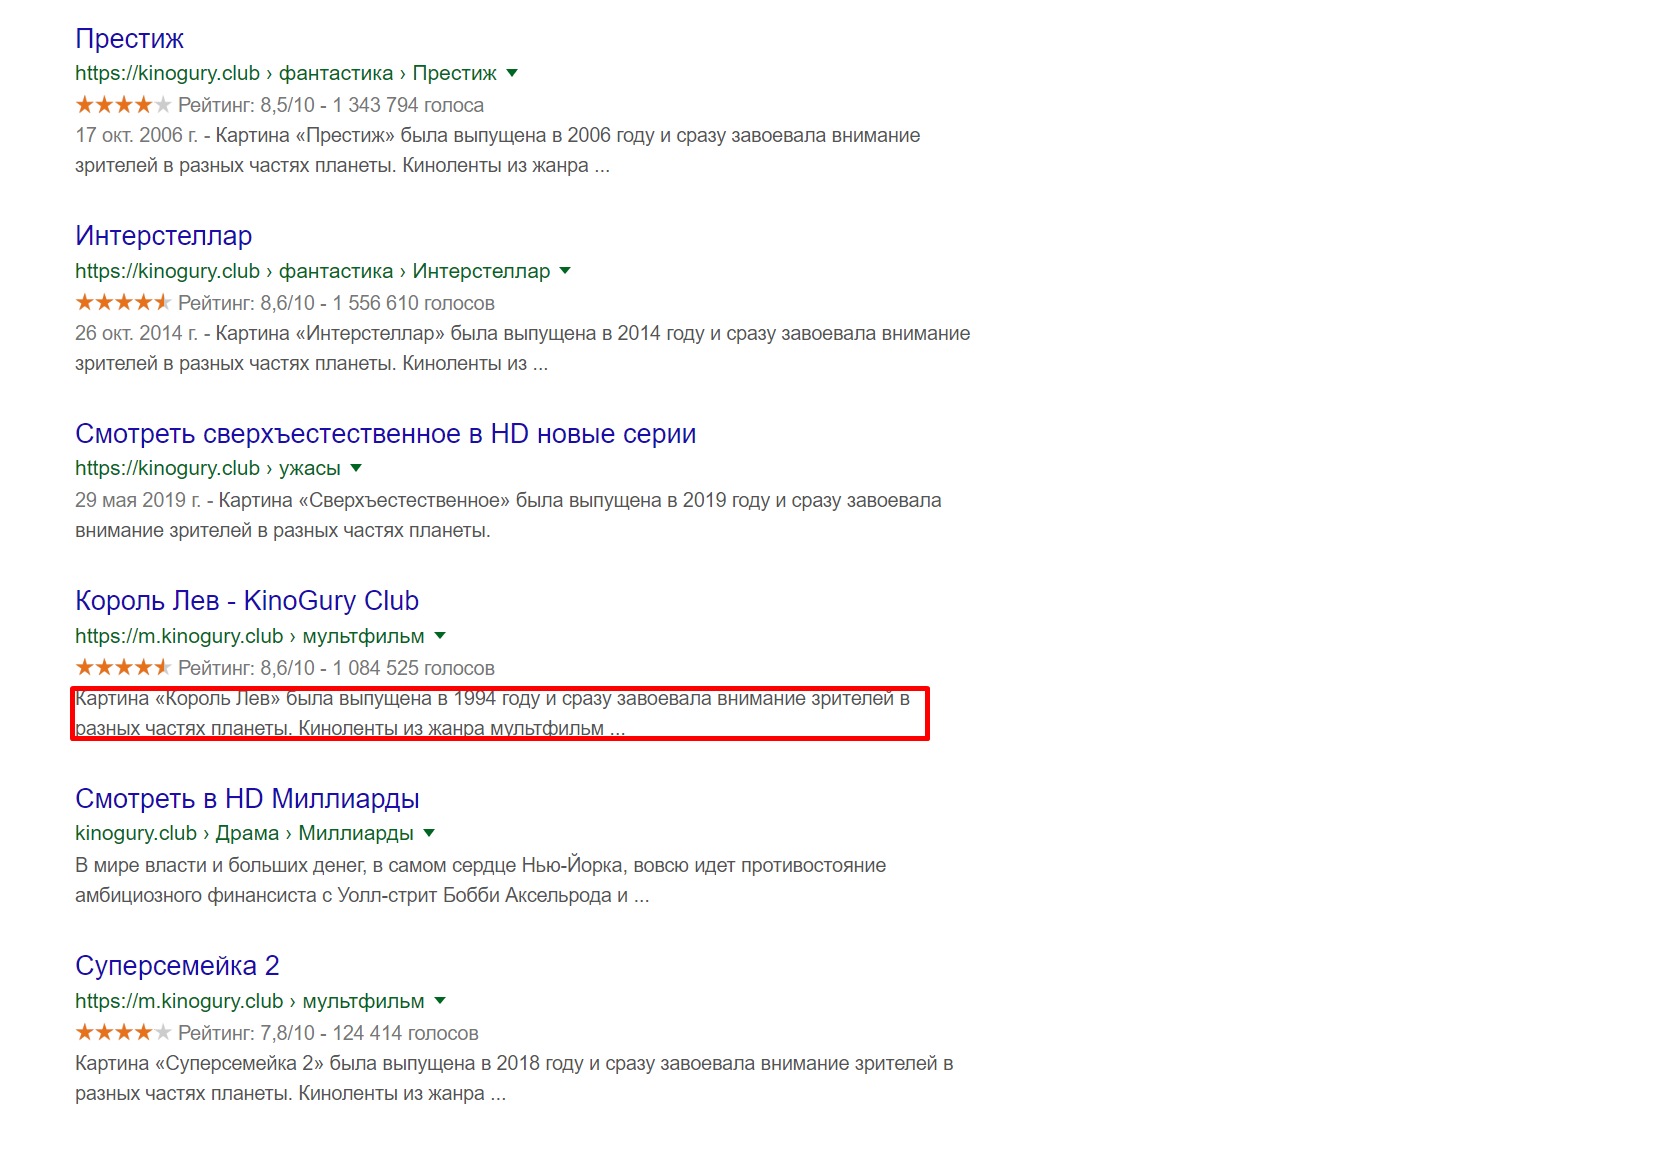 Престиж
https://kinogury.club › фантастика › Престиж
Рейтинг: 8,5/10 - 1 343 794 голоса
17 окт. 2006 г. - Картина «Престиж» была выпущена в 2006 году и сразу завоевала внимание
зрителей в разных частях планеты. Киноленты из жанра ...
Интерстеллар
https://kinogury.club › фантастика › Интерстеллар
Рейтинг: 8,6/10 - 1 556 610 голосов
26 окт. 2014 г. - Картина «Интерстеллар» была выпущена в 2014 году и сразу завоевала внимание
зрителей в разных частях планеты. Киноленты из ...
Смотреть сверхъестественное в HD новые серии
https://kinogury.club › ужасы
29 мая 2019 г. - Картина «Сверхъестественное» была выпущена в 2019 году и сразу завоевала
внимание зрителей в разных частях планеты.
Король Лев - KinoGury Club
https://m.kinogury.club › мультфильм
Рейтинг: 8,6/10 - 1 084 525 голосов
Картина «Король Лев» была выпущена в 1994 году и сразу завоевала внимание зрителей в
разных частях планеты. Киноленты из жанра мультфильм ...
Смотреть в HD Миллиарды
kinogury.club › Драма › Миллиарды
В мире власти и больших денег, в самом сердце Нью-Йорка, вовсю идет противостояние
амбициозного финансиста с Уолл-стрит Бобби Аксельрода и ...
Суперсемейка 2
https://m.kinogury.club › мультфильм
Рейтинг: 7,8/10 - 124 414 голосов
Картина «Суперсемейка 2» была выпущена в 2018 году и сразу завоевала внимание зрителей в
разных частях планеты. Киноленты из жанра ...